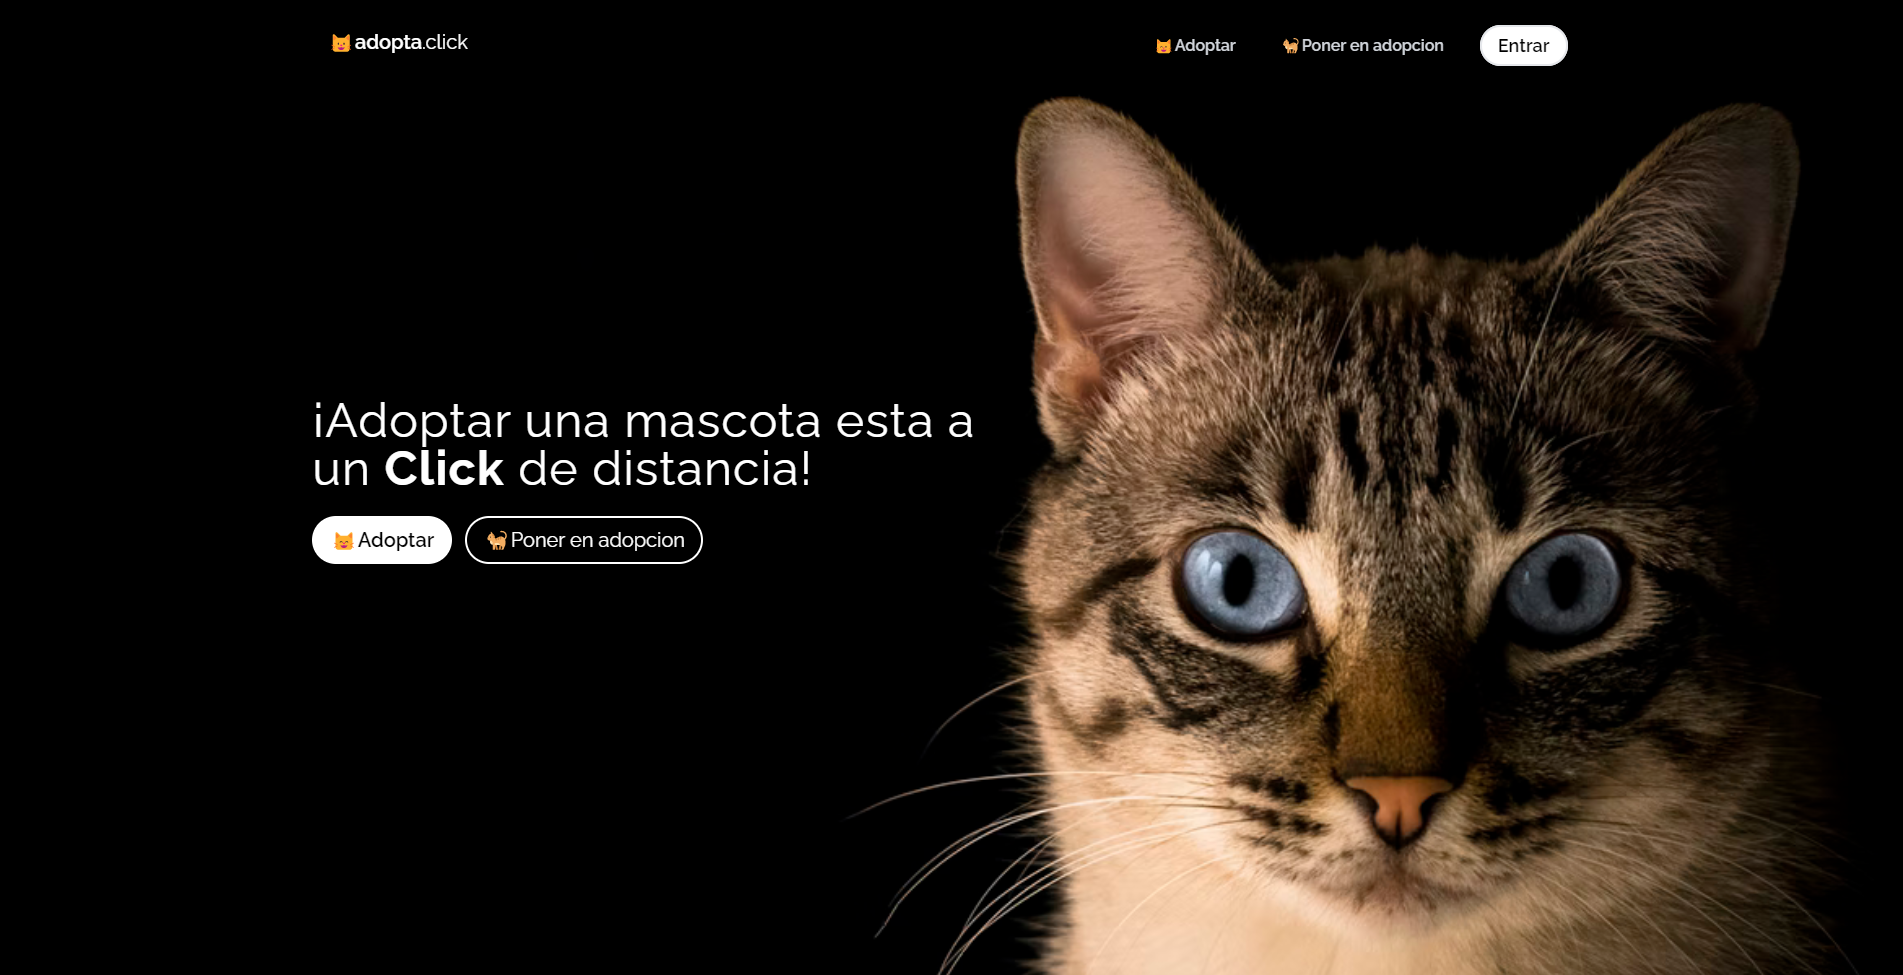 adopta.click
Adoptar
Poner en adopcion
Entrar
¡Adoptar una mascota esta a
un Click de distancia!
Adoptar
Poner en adopcion